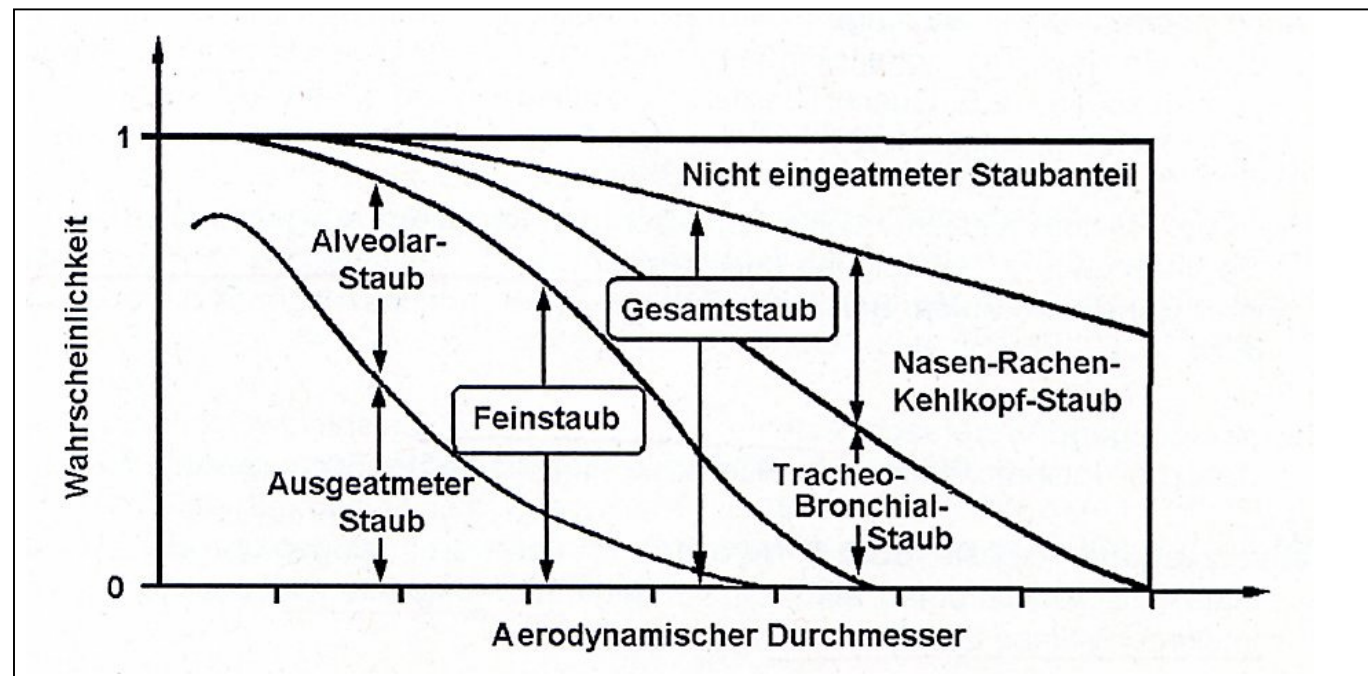 1
Nicht eingeatmeter Staubanteil
Alveolar-
Staub
Gesamtstaub
Nasen-Rachen-
Kehlkopf-Staub
Feinstaub
Ausgeatmeter
Staub
Tracheo-
Bronchial-
Staub
Wahrscheinlichkeit
0
Aerodynamischer Durchmesser